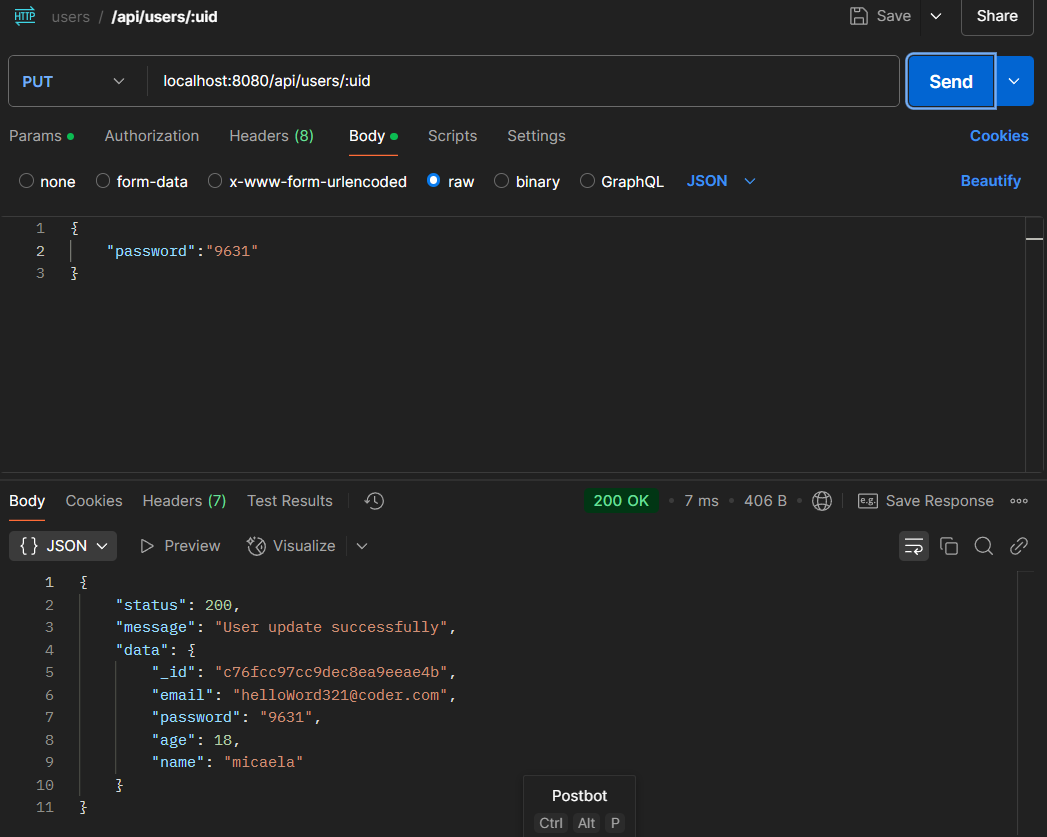 HTTP users / /api/users/:uid Save Share
PUT localhost:8080/api/users/:uid Send
Params Authorization Headers (8) Body Scripts Settings Cookies
none form-data x-www-form-urlencoded raw binary GraphQL JSON Beautify
1 {
2 "password":"9631"
3 }
Body Cookies Headers (7) Test Results 200 OK • 7 ms • 406 B • e.g. Save Response
{} JSON Preview Visualize
1 {
2 "status": 200,
3 "message": "User update successfully",
4 "data": {
5 "_id": "c76fcc97cc9dec8ea9eeae4b",
6 "email": "helloWord321@coder.com",
7 "password": "9631",
8 "age": 18,
9 "name": "micaela"
10 }
11 }
Postbot
Ctrl Alt P